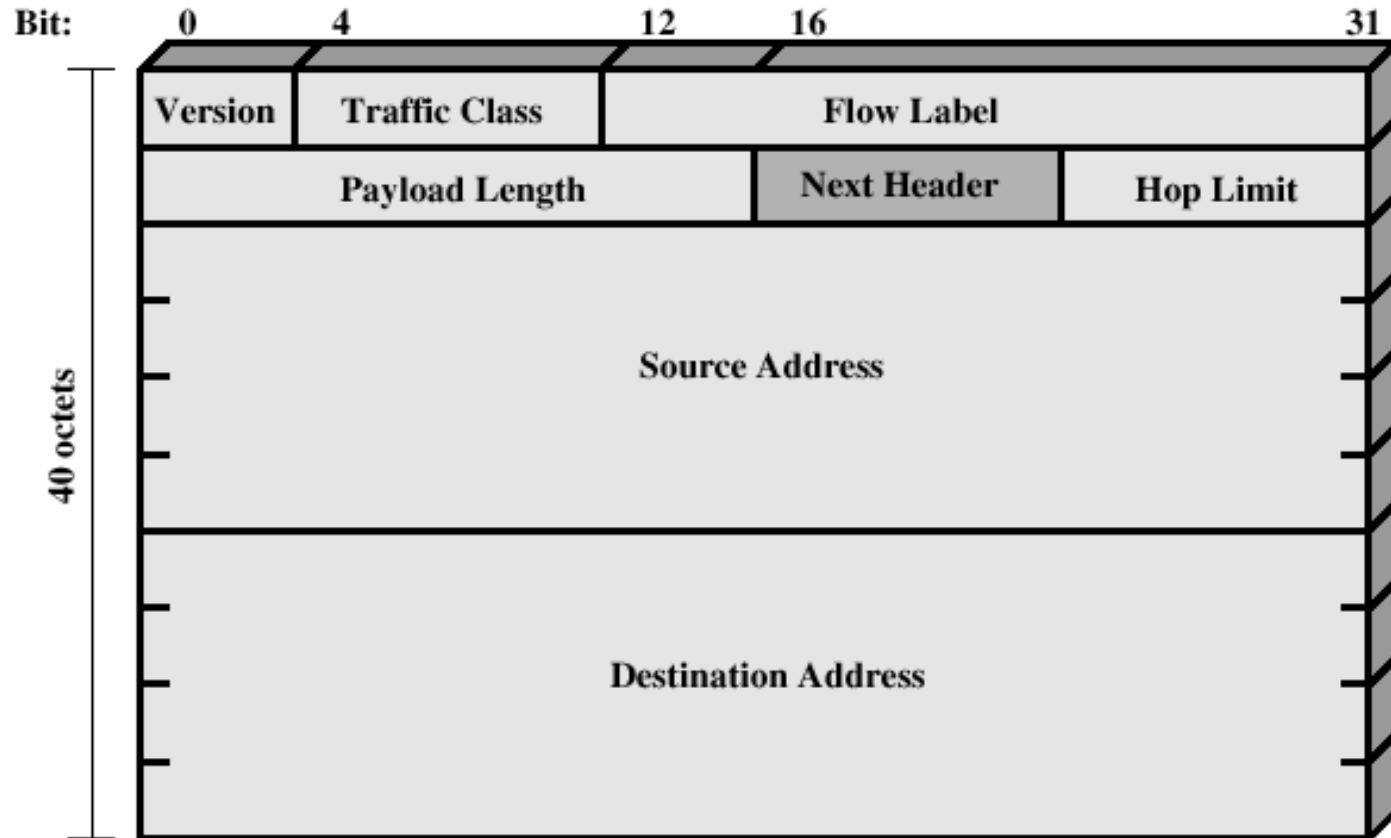 Bit: 0 4 12 16 31
Version Traffic Class Flow Label
Payload Length Next Header Hop Limit
Source Address
40 octets
Destination Address